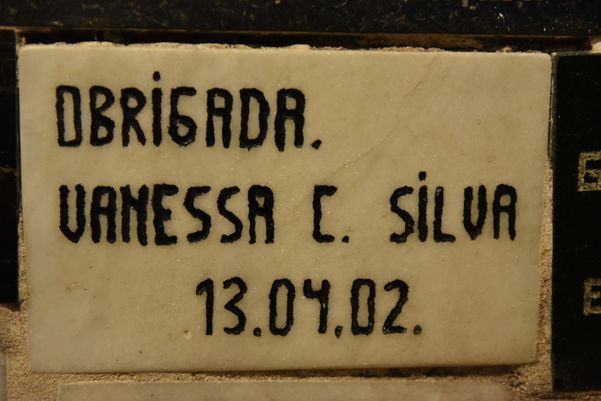 OBRIGADA.
VANESSA C. SiLVA
13.04.02.